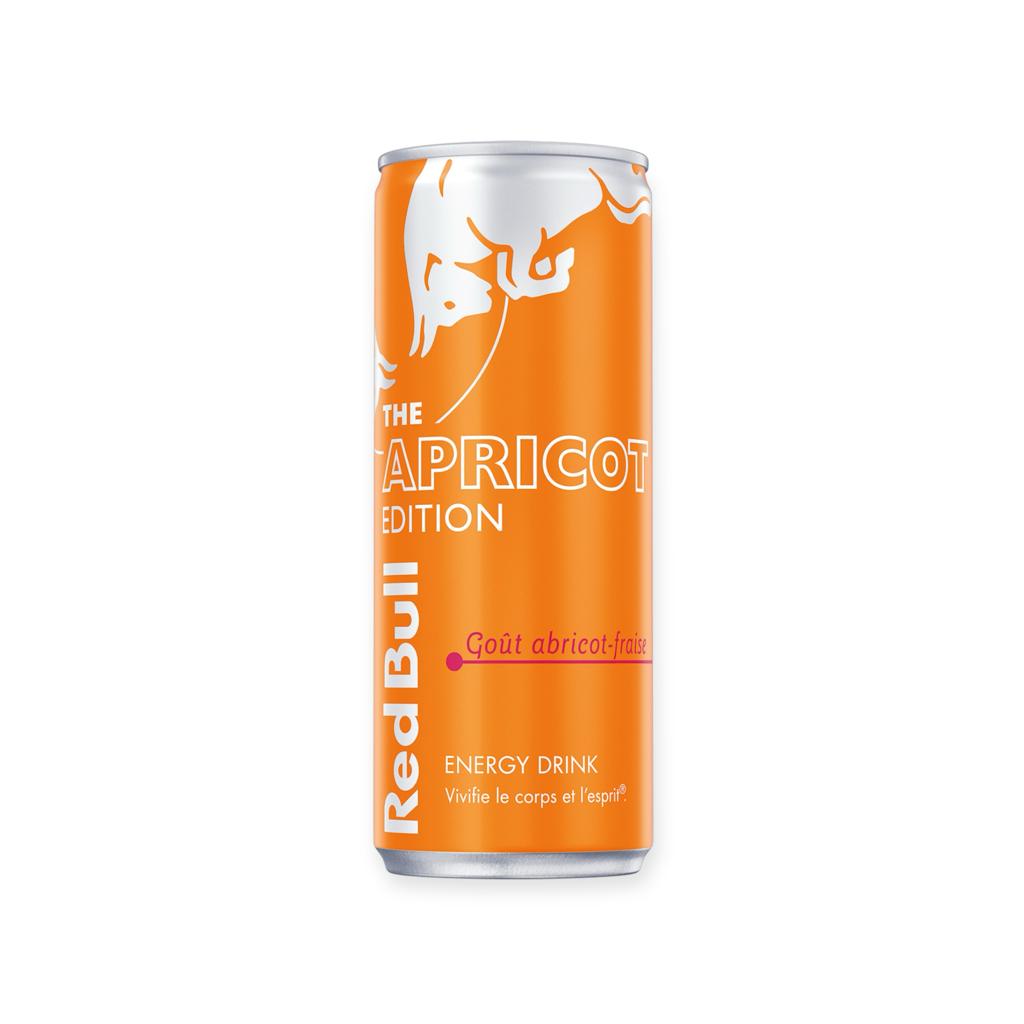 THE
APRICOT
EDITION
Red Bull
Goût abricot-fraise
ENERGY DRINK
Vivifie le corps et l'esprit®.